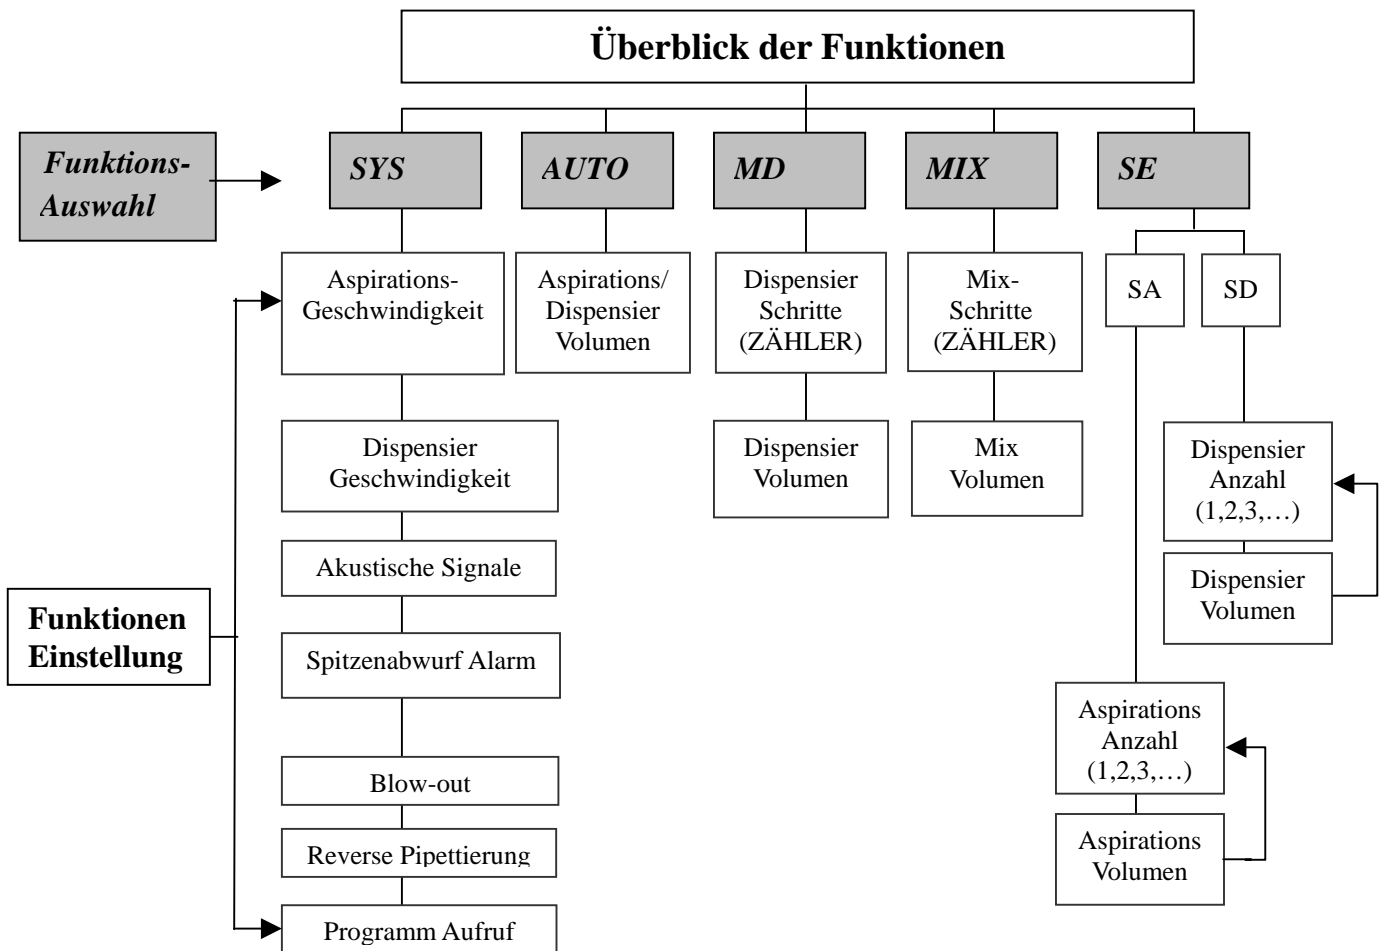 Überblick der Funktionen
Funktions-
Auswahl
SYS
AUTO
MD
MIX
SE
Aspirations-
Geschwindigkeit
Aspirations/
Dispensier
Volumen
Dispensier
Schritte
(ZÄHLER)
Mix-
Schritte
(ZÄHLER)
SA
SD
Dispensier
Geschwindigkeit
Dispensier
Volumen
Mix
Volumen
Dispensier
Anzahl
(1,2,3,…)
Akustische Signale
Dispensier
Volumen
Funktionen
Einstellung
Spitzenabwurf Alarm
Aspirations
Anzahl
(1,2,3,…)
Blow-out
Reverse Pipettierung
Aspirations
Volumen
Programm Aufruf